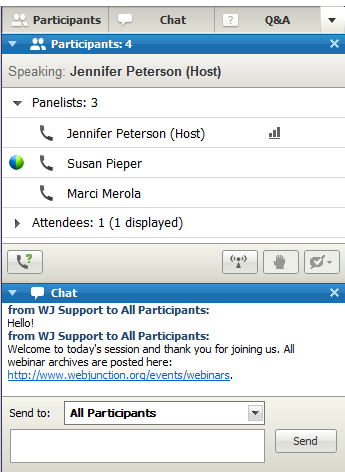 Participants Chat ? Q&A
Participants: 4
Speaking: Jennifer Peterson (Host)
Panelists: 3
Jennifer Peterson (Host)
Susan Pieper
Marci Merola
Attendees: 1 (1 displayed)
?
Chat
from WJ Support to All Participants:
Hello!
from WJ Support to All Participants:
Welcome to today's session and thank you for joining us. All
webinar archives are posted here:
http://www.webjunction.org/events/webinars.
Send to: All Participants
Send